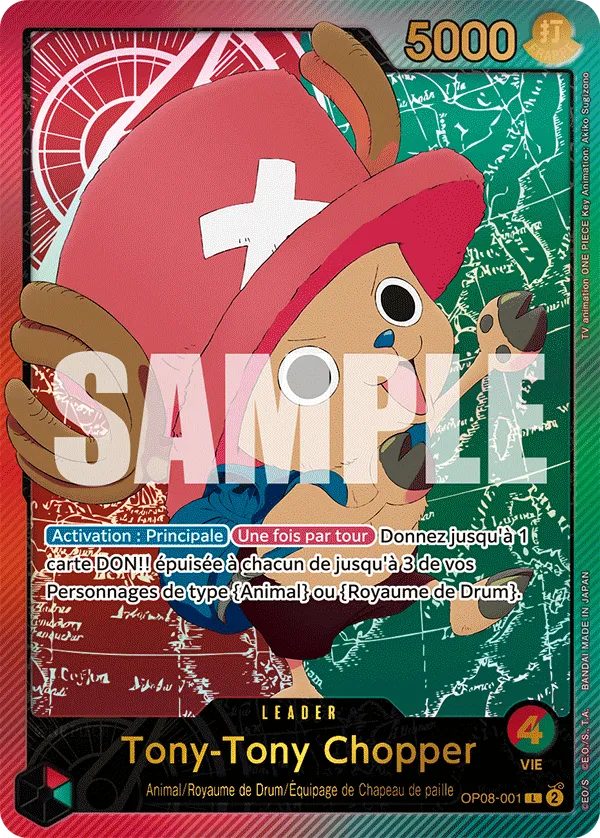 5000
打
FRAPPE
SAMPLE
Activation : Principale Une fois par tour Donnez jusqu'à 1
carte DON!! épuisée à chacun de jusqu'à 3 de vos
Personnages de type {Animal} ou {Royaume de Drum}.
LEADER
Tony-Tony Chopper
Animal/Royaume de Drum/Équipage de Chapeau de paille
4
VIE
OP08-001 L 2
TV animation ONE PIECE Key Animation: Akiko Sugizono
©EO/S ©E.O./S., T.A. BANDAI MADE IN JAPAN